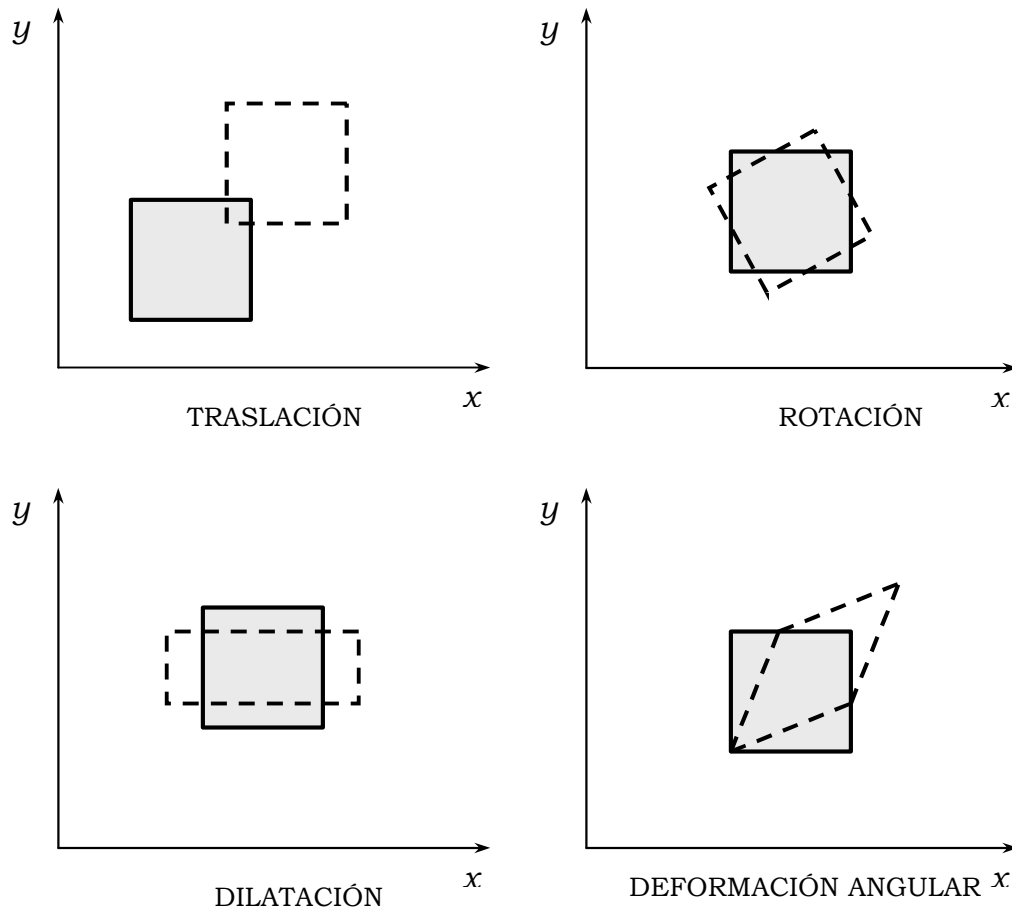 y
x
TRASLACIÓN
y
x
ROTACIÓN
y
x
DILATACIÓN
y
x
DEFORMACIÓN ANGULAR